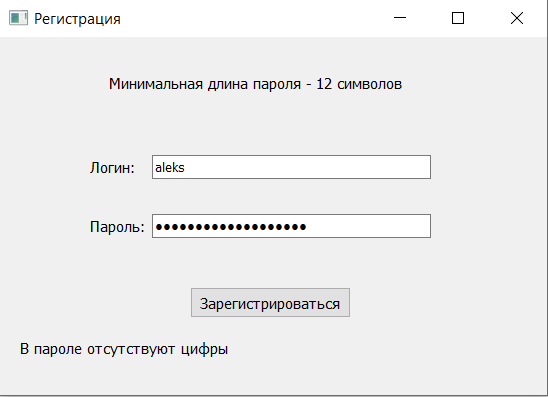 Регистрация
Минимальная длина пароля - 12 символов
Логин: aleks
Пароль: ●●●●●●●●●●●●●●●●●●●
Зарегистрироваться
В пароле отсутствуют цифры